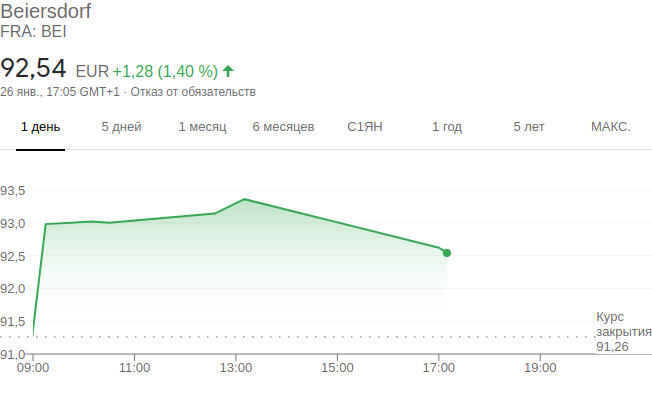 Beiersdorf
FRA: BEI
92,54 EUR +1,28 (1,40 %)
26 янв., 17:05 GMT+1 · Отказ от обязательств
1 день 5 дней 1 месяц 6 месяцев С1ЯН 1 год 5 лет МАКС.
93,5
93,0
92,5
92,0
91,5
91,0
Курс
закрытия
91,26
09:00 11:00 13:00 15:00 17:00 19:00